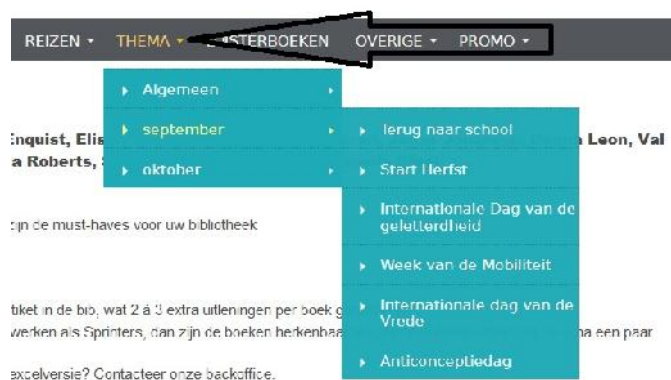 REIZEN THEMA STERBOEKEN OVERIGE PROMO
Algemeen
september
oktober
Terug naar school
Start Herfst
Internationale Dag van de
geletterdheid
Week van de Mobiliteit
Internationale dag van de
Vrede
Anticonceptiedag
Enquist, Elis Leon, Val
a Roberts,
zijn de must-haves voor uw bibliotheek
tiket in de bib, wat 2 á 3 extra uitleningen per boek g
werken als Sprinters, dan zijn de boeken herkenbaa na een paar
excelversie? Contacteer onze backoffice.